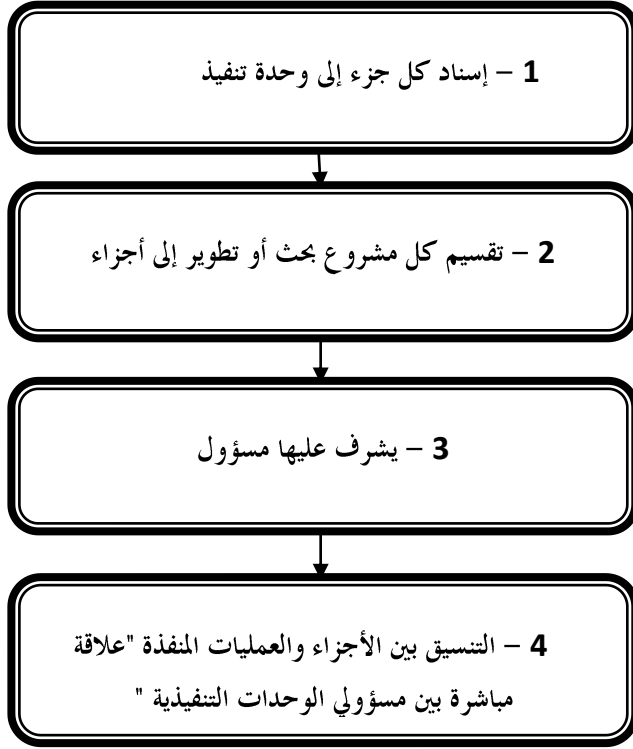 1 – إسناد كل جزء إلى وحدة تنفيذ
2 – تقسيم كل مشروع بحث أو تطوير إلى أجزاء
3 – يشرف عليها مسؤول
4 – التنسيق بين الأجزاء والعمليات المنفذة "علاقة
مباشرة بين مسؤولي الوحدات التنفيذية "